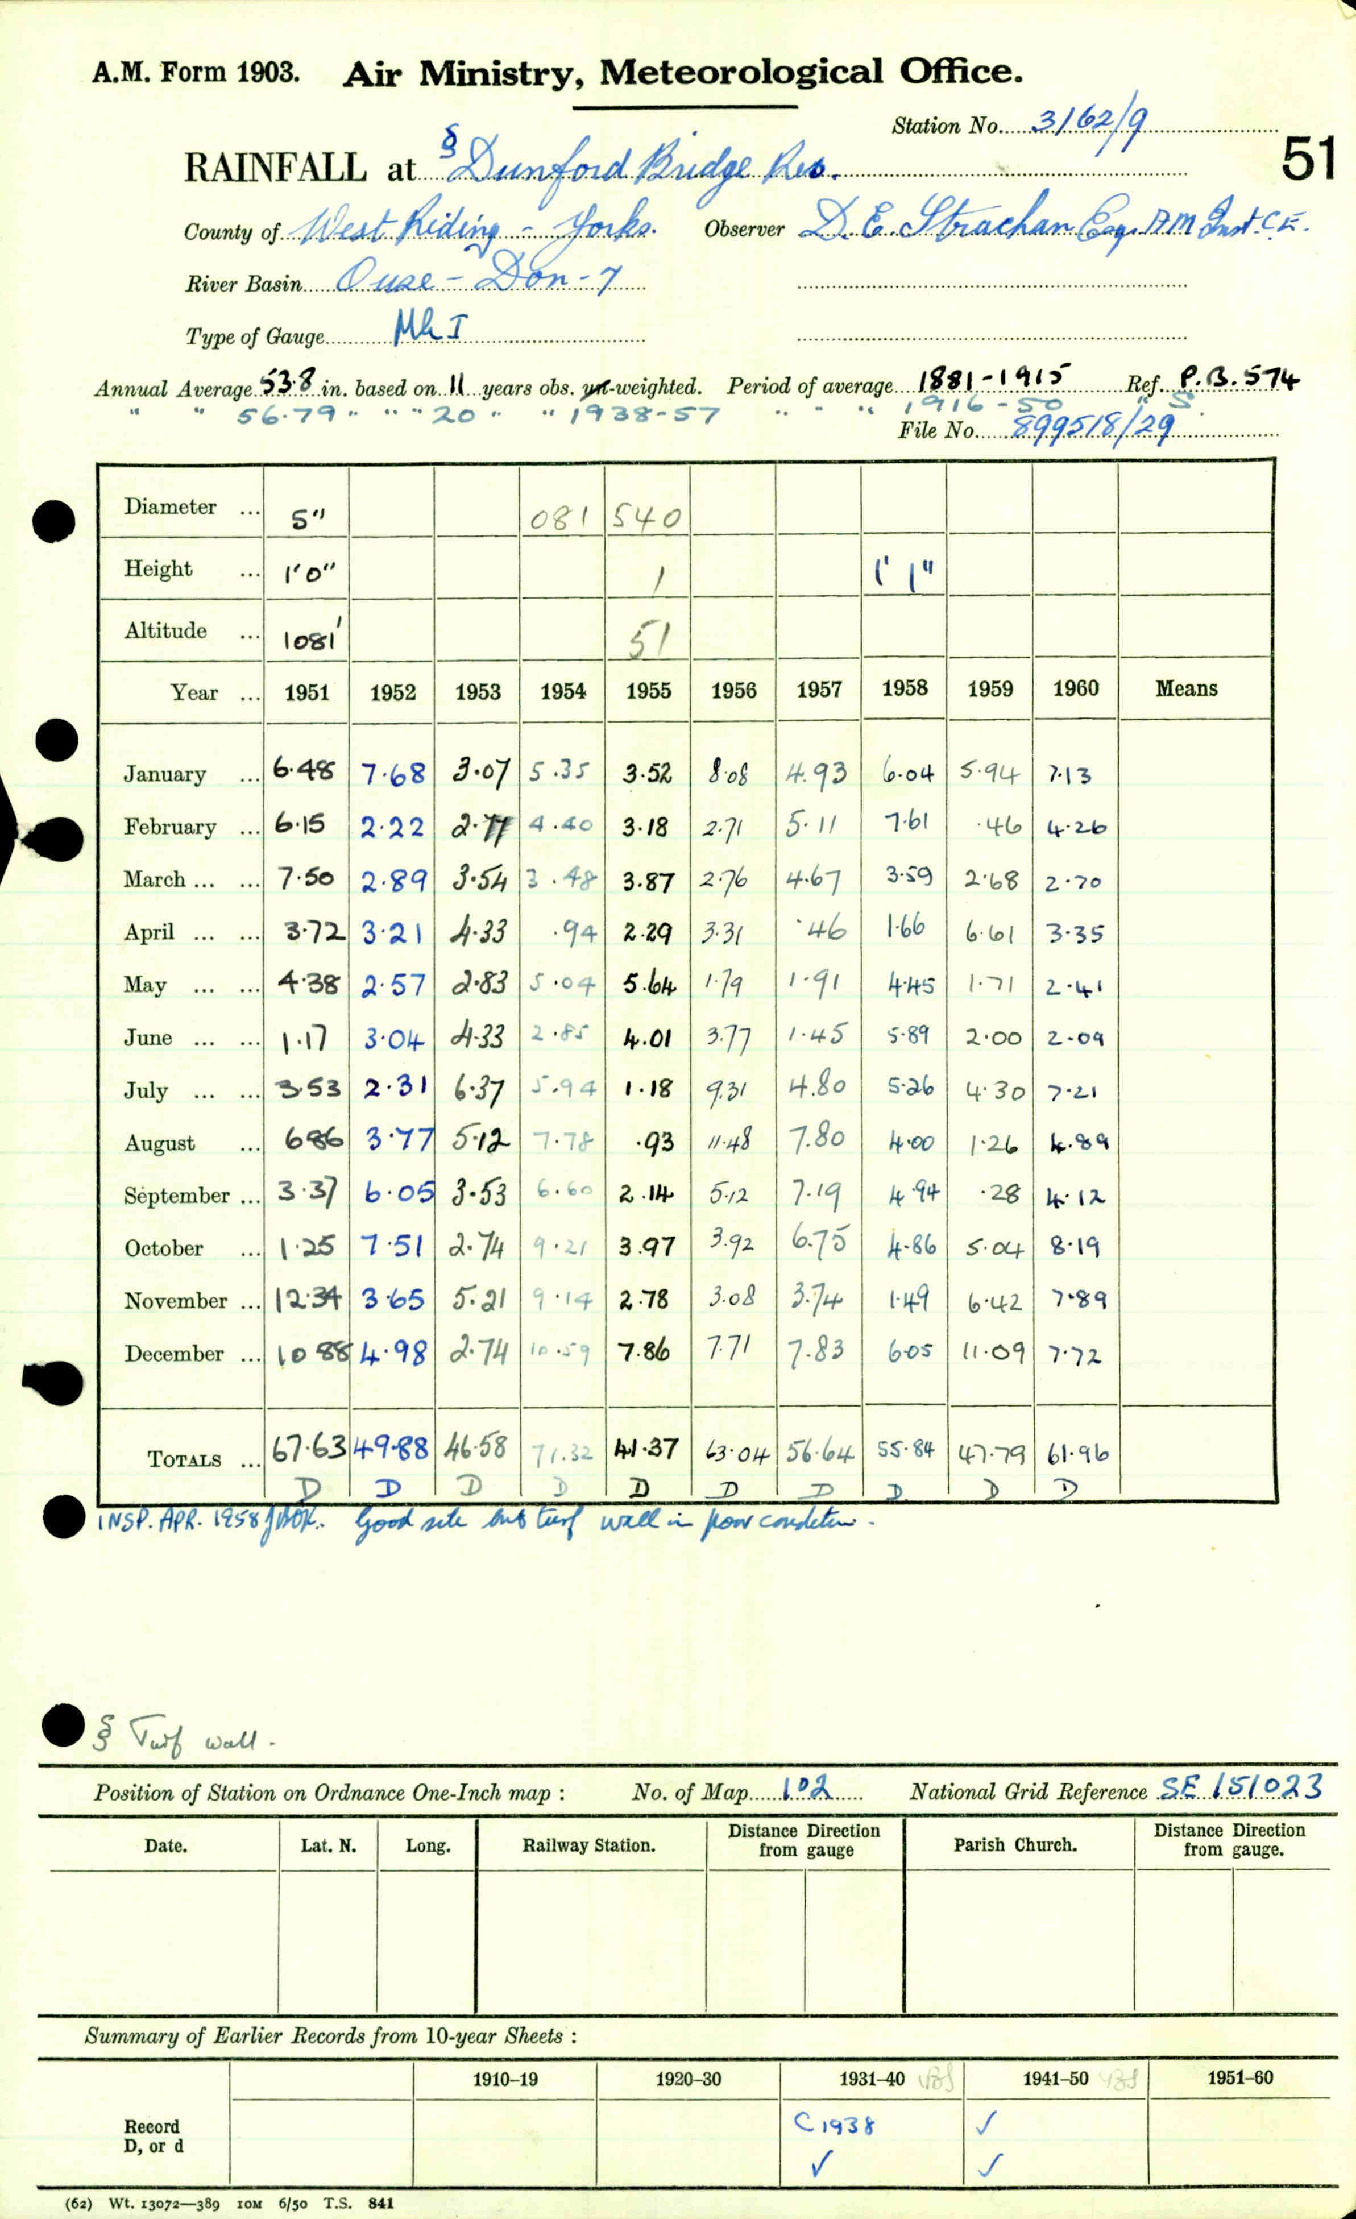 A.M. Form 1903. Air Ministry, Meteorological Office.
Station No. 3162/9
51
RAINFALL at § Dunford Bridge Res.
County of West Riding - Yorks. Observer D. E. Strachan Esq. A M Inst. C. E.
River Basin Ouse - Don - 7
Type of Gauge Mk I
Annual Average 53.8 in. based on 11 years obs. un-weighted. Period of average 1881-1915 Ref. P.B. 574
" " 56.79 " " " 20 " " 1938-57 " " " 1916-50 " S.
File No. 899518/29
Diameter ... 5" 081 540
Height ... 1'0" 1 1' 1"
Altitude ... 1081' 51
Year ... 1951 1952 1953 1954 1955 1956 1957 1958 1959 1960 Means
January ... 6.48 7.68 3.07 5.35 3.52 8.08 4.93 6.04 5.94 7.13
February ... 6.15 2.22 2.77 4.40 3.18 2.71 5.11 7.61 .46 4.26
March ... ... 7.50 2.89 3.54 3.48 3.87 2.76 4.67 3.59 2.68 2.70
April ... ... 3.72 3.21 4.33 .94 2.29 3.31 .46 1.66 6.61 3.35
May ... ... 4.38 2.57 2.83 5.04 5.64 1.79 1.91 4.45 1.71 2.41
June ... ... 1.17 3.04 4.33 2.85 4.01 3.77 1.45 5.89 2.00 2.09
July ... ... 3.53 2.31 6.37 5.94 1.18 9.31 4.80 5.26 4.30 7.21
August ... 6.86 3.77 5.12 7.78 .93 11.48 7.80 4.00 1.26 4.89
September ... 3.37 6.05 3.53 6.60 2.14 5.12 7.19 4.94 .28 4.12
October ... 1.25 7.51 2.74 9.21 3.97 3.92 6.75 4.86 5.04 8.19
November ... 12.34 3.65 5.21 9.14 2.78 3.08 3.74 1.49 6.42 7.89
December ... 10.88 4.98 2.74 10.59 7.86 7.71 7.83 6.05 11.09 7.72
TOTALS ... 67.63 49.88 46.58 71.32 41.37 63.04 56.64 55.84 47.79 61.96
D D D D D D D D D D
INSP. APR. 1958 Good site but turf wall in poor condition.
§ Turf wall.
Position of Station on Ordnance One-Inch map : No. of Map 102 National Grid Reference SE 151023
Date. Lat. N. Long. Railway Station. Distance from Direction gauge Parish Church. Distance from Direction gauge.
Summary of Earlier Records from 10-year Sheets :
1910–19 1920–30 1931–40 1941–50 1951–60
Record C1938 ✓
D, or d ✓ ✓
(62) Wt. 13072—389 10M 6/50 T.S. 841